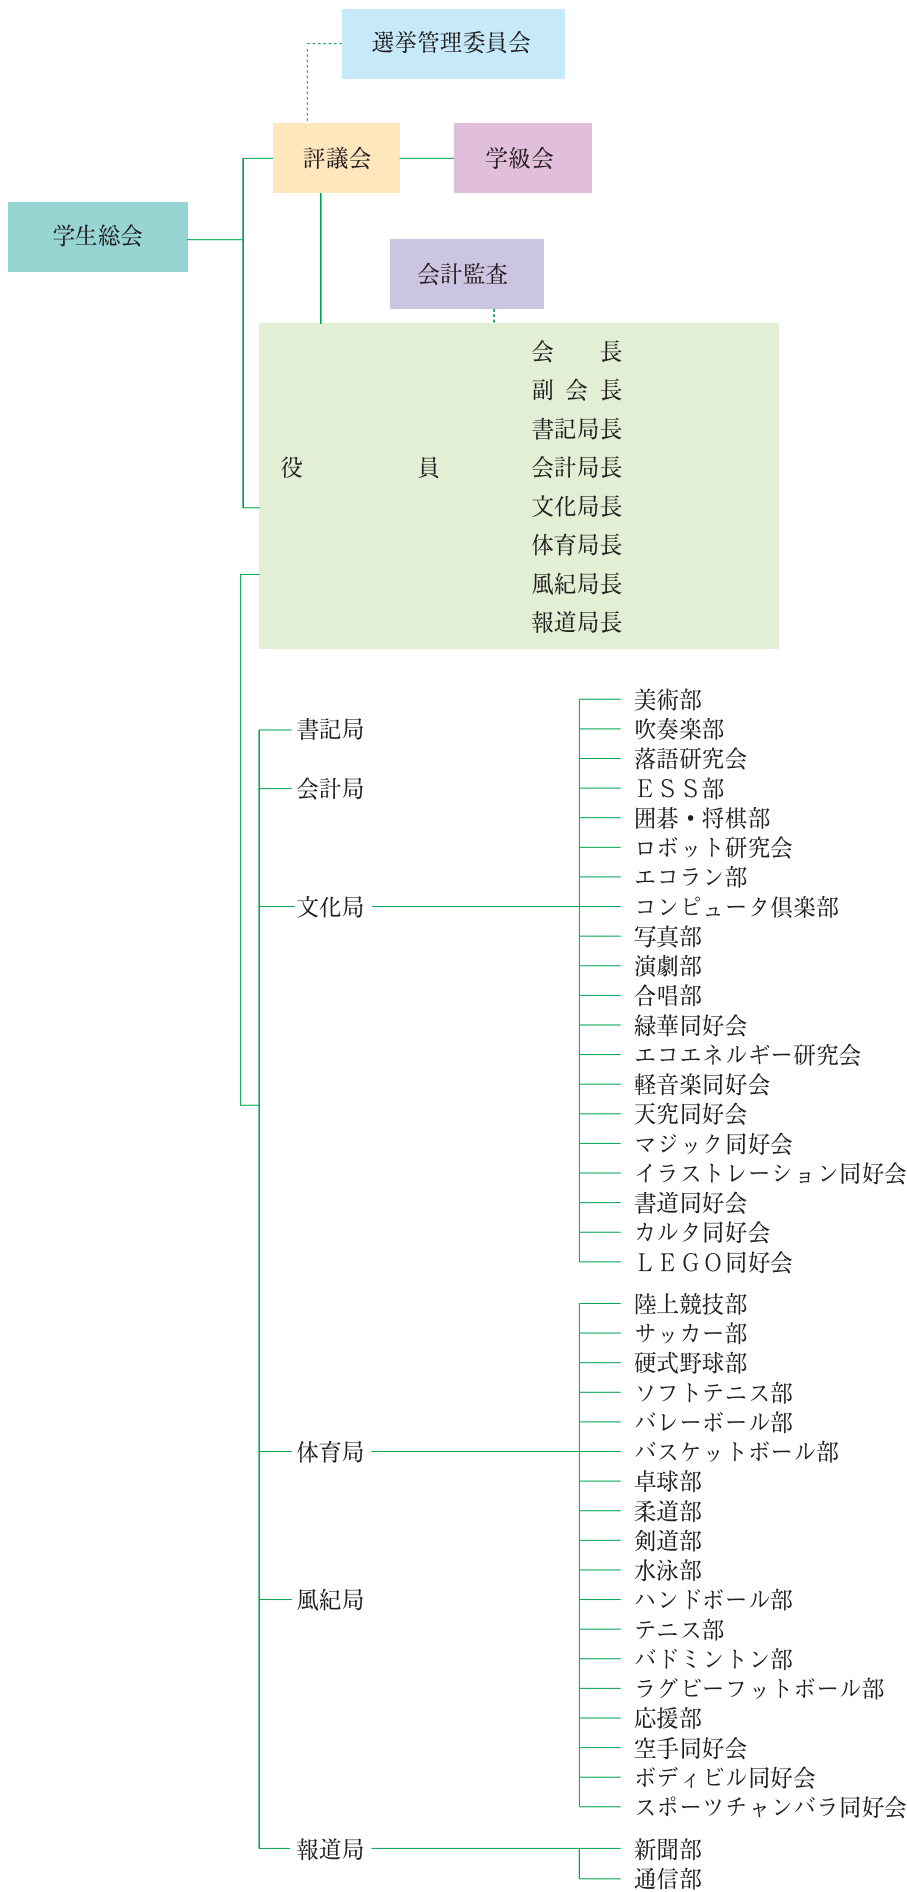 選挙管理委員会
評議会
学級会
学生総会
会計監査
役員
会長
副会長
書記局長
会計局長
文化局長
体育局長
風紀局長
報道局長
書記局
会計局
文化局
美術部
吹奏楽部
落語研究会
ＥＳＳ部
囲碁・将棋部
ロボット研究会
エコラン部
コンピュータ倶楽部
写真部
演劇部
合唱部
緑華同好会
エコエネルギー研究会
軽音楽同好会
天究同好会
マジック同好会
イラストレーション同好会
書道同好会
カルタ同好会
ＬＥＧＯ同好会
体育局
陸上競技部
サッカー部
硬式野球部
ソフトテニス部
バレーボール部
バスケットボール部
卓球部
柔道部
剣道部
水泳部
ハンドボール部
テニス部
バドミントン部
ラグビーフットボール部
応援部
空手同好会
ボディビル同好会
スポーツチャンバラ同好会
風紀局
報道局
新聞部
通信部